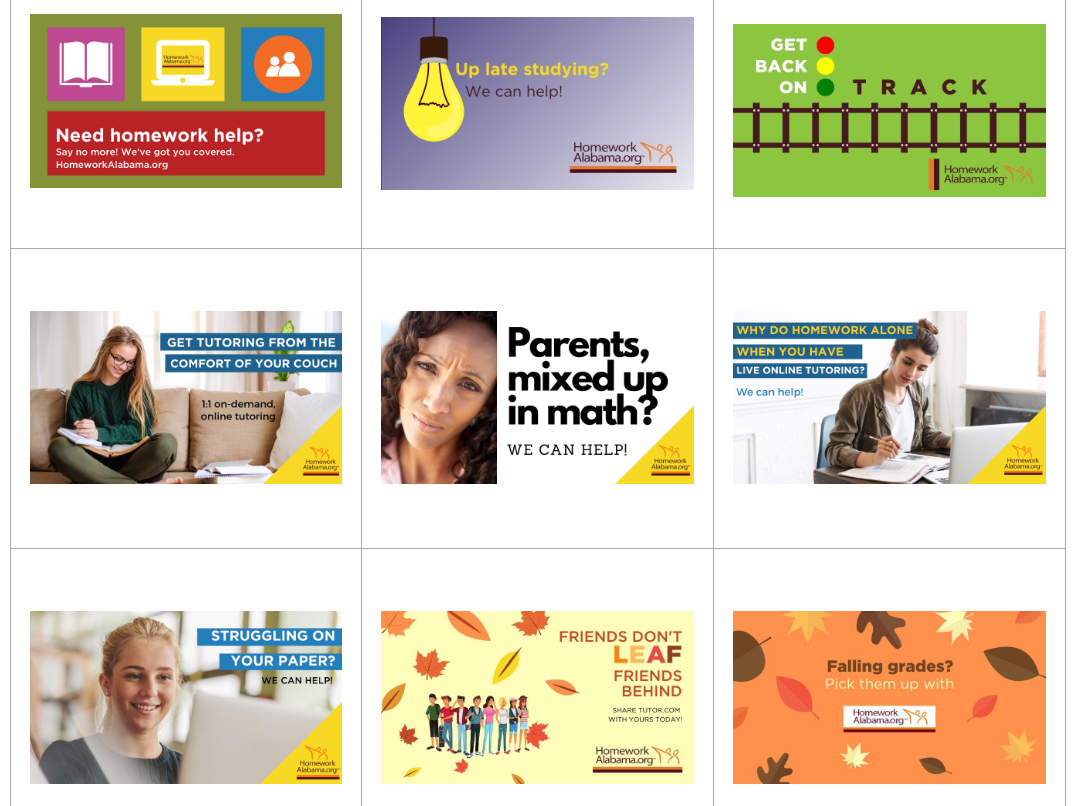 Homework
Alabama.org
Need homework help?
Say no more! We've got you covered.
HomeworkAlabama.org
Up late studying?
We can help!
Homework
Alabama.org
GET
BACK
ON TRACK
Homework
Alabama.org
GET TUTORING FROM THE
COMFORT OF YOUR COUCH
1:1 on-demand,
online tutoring
Homework
Alabama.org
Parents,
mixed up
in math?
WE CAN HELP!
Homework
Alabama.org
WHY DO HOMEWORK ALONE
WHEN YOU HAVE
LIVE ONLINE TUTORING?
We can help!
Homework
Alabama.org
STRUGGLING ON
YOUR PAPER?
WE CAN HELP!
Homework
Alabama.org
FRIENDS DON'T
LEAF
FRIENDS
BEHIND
SHARE TUTOR.COM
WITH YOURS TODAY!
Homework
Alabama.org
Falling grades?
Pick them up with
Homework
Alabama.org